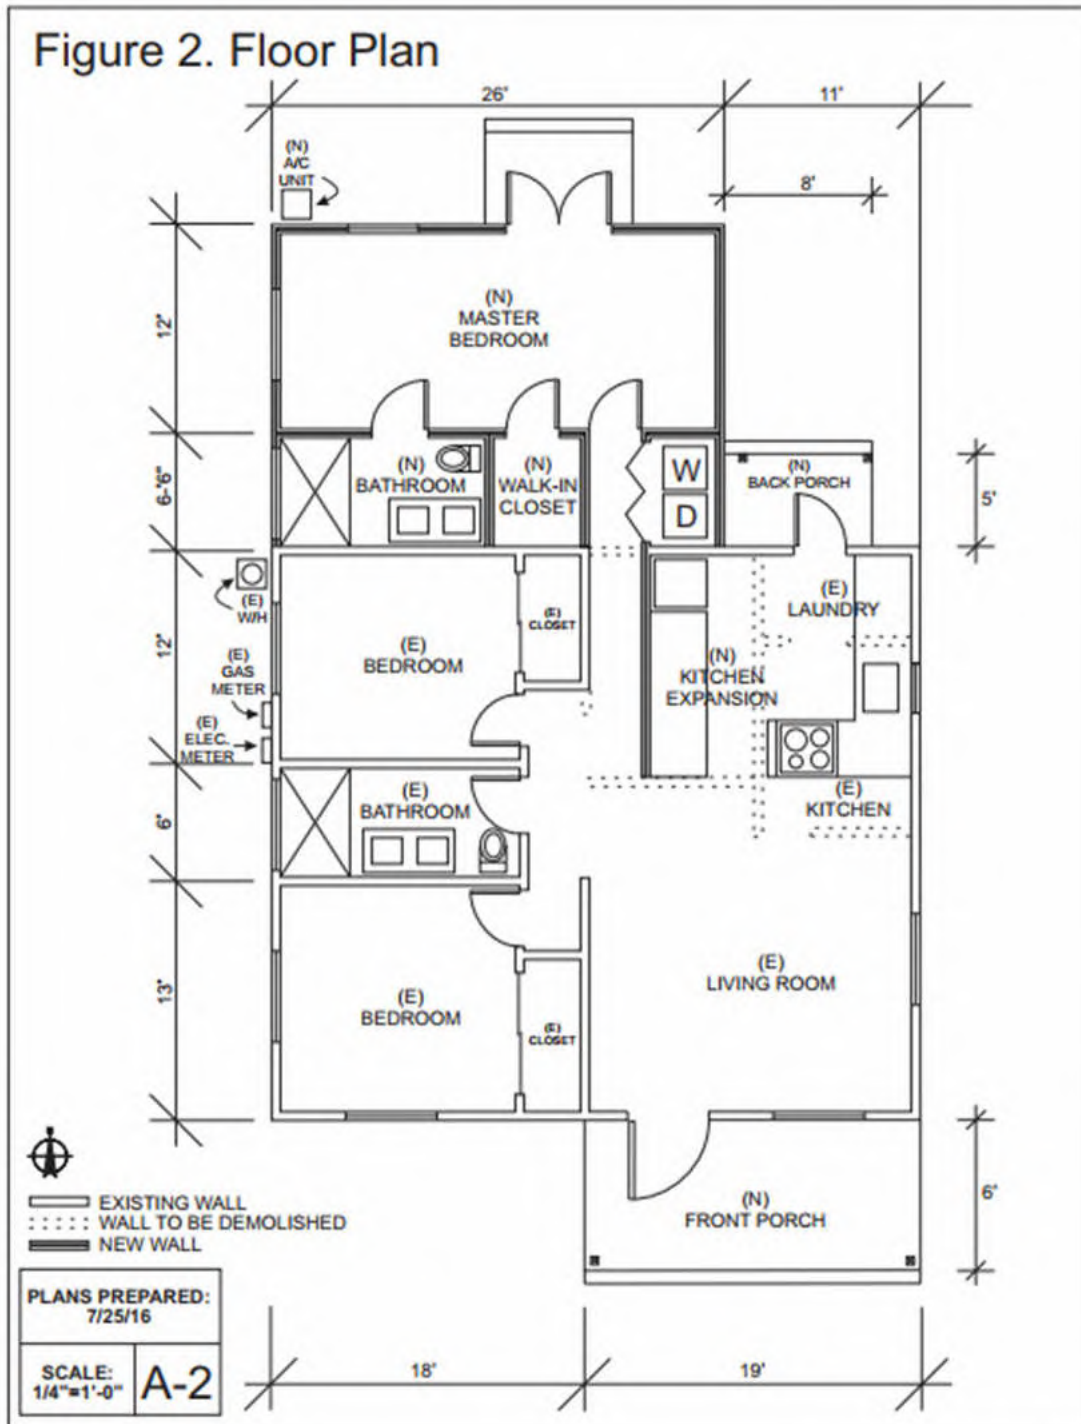 Figure 2. Floor Plan
26'
11'
(N)
A/C
UNIT
8'
12'
(N)
MASTER
BEDROOM
6-'6"
(N)
BATHROOM
(N)
WALK-IN
CLOSET
W
D
(N)
BACK PORCH
5'
(E)
W/H
12'
(E)
BEDROOM
(E)
CLOSET
(E)
LAUNDRY
(N)
KITCHEN
EXPANSION
(E)
GAS
METER
(E)
ELEC.
METER
6'
(E)
BATHROOM
(E)
KITCHEN
13'
(E)
BEDROOM
(E)
CLOSET
(E)
LIVING ROOM
(N)
FRONT PORCH
6'
EXISTING WALL
WALL TO BE DEMOLISHED
NEW WALL
PLANS PREPARED:
7/25/16
SCALE:
1/4"=1'-0"
A-2
18'
19'